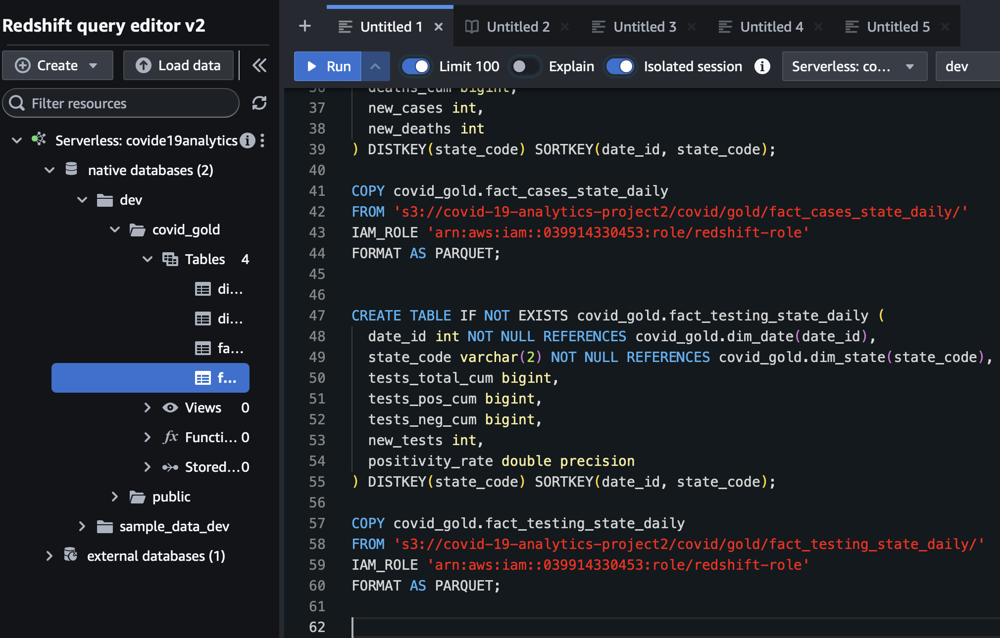 Redshift query editor v2
Create
Load data
Filter resources
Serverless: covide19analytics
native databases (2)
dev
covid_gold
Tables 4
di...
di...
fa...
f...
Views 0
Functi... 0
Stored...0
public
sample_data_dev
external databases (1)
Untitled 1
Untitled 2
Untitled 3
Untitled 4
Untitled 5
Run
Limit 100
Explain
Isolated session
Serverless: co...
dev
36 deaths_cum bigint,
37 new_cases int,
38 new_deaths int
39 ) DISTKEY(state_code) SORTKEY(date_id, state_code);
40
41 COPY covid_gold.fact_cases_state_daily
42 FROM 's3://covid-19-analytics-project2/covid/gold/fact_cases_state_daily/'
43 IAM_ROLE 'arn:aws:iam::039914330453:role/redshift-role'
44 FORMAT AS PARQUET;
45
46
47 CREATE TABLE IF NOT EXISTS covid_gold.fact_testing_state_daily (
48 date_id int NOT NULL REFERENCES covid_gold.dim_date(date_id),
49 state_code varchar(2) NOT NULL REFERENCES covid_gold.dim_state(state_code),
50 tests_total_cum bigint,
51 tests_pos_cum bigint,
52 tests_neg_cum bigint,
53 new_tests int,
54 positivity_rate double precision
55 ) DISTKEY(state_code) SORTKEY(date_id, state_code);
56
57 COPY covid_gold.fact_testing_state_daily
58 FROM 's3://covid-19-analytics-project2/covid/gold/fact_testing_state_daily/'
59 IAM_ROLE 'arn:aws:iam::039914330453:role/redshift-role'
60 FORMAT AS PARQUET;
61
62